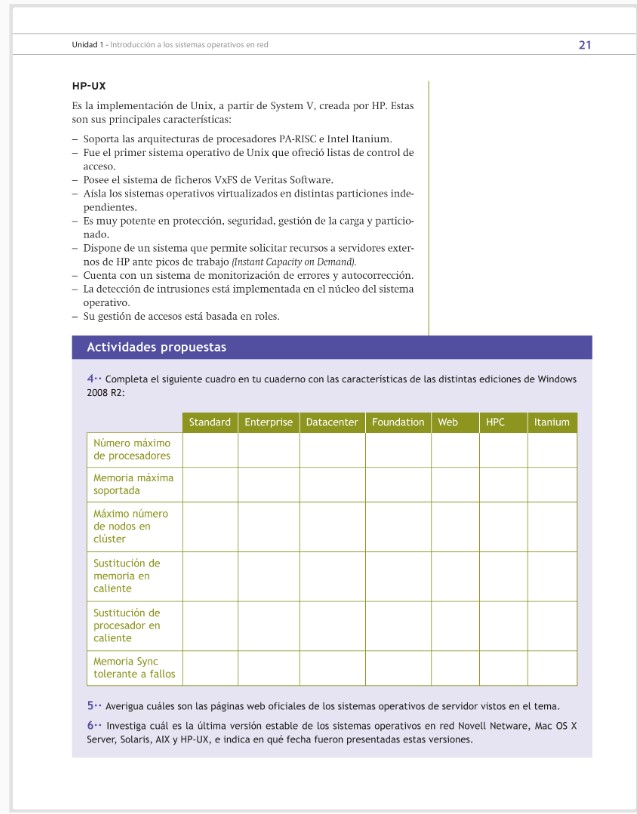 Unidad 1 - Introducción a los sistemas operativos en red
21
HP-UX
Es la implementación de Unix, a partir de System V, creada por HP. Estas
son sus principales características:
– Soporta las arquitecturas de procesadores PA-RISC e Intel Itanium.
– Fue el primer sistema operativo de Unix que ofreció listas de control de
acceso.
– Posee el sistema de ficheros VxFS de Veritas Software.
– Aísla los sistemas operativos virtualizados en distintas particiones inde-
pendientes.
– Es muy potente en protección, seguridad, gestión de la carga y particio-
nado.
– Dispone de un sistema que permite solicitar recursos a servidores exter-
nos de HP ante picos de trabajo (Instant Capacity on Demand).
– Cuenta con un sistema de monitorización de errores y autocorrección.
– La detección de intrusiones está implementada en el núcleo del sistema
operativo.
– Su gestión de accesos está basada en roles.
Actividades propuestas
4·· Completa el siguiente cuadro en tu cuaderno con las características de las distintas ediciones de Windows
2008 R2:
Standard Enterprise Datacenter Foundation Web HPC Itanium
Número máximo
de procesadores
Memoria máxima
soportada
Máximo número
de nodos en
clúster
Sustitución de
memoria en
caliente
Sustitución de
procesador en
caliente
Memoria Sync
tolerante a fallos
5·· Averigua cuáles son las páginas web oficiales de los sistemas operativos de servidor vistos en el tema.
6·· Investiga cuál es la última versión estable de los sistemas operativos en red Novell Netware, Mac OS X
Server, Solaris, AIX y HP-UX, e indica en qué fecha fueron presentadas estas versiones.